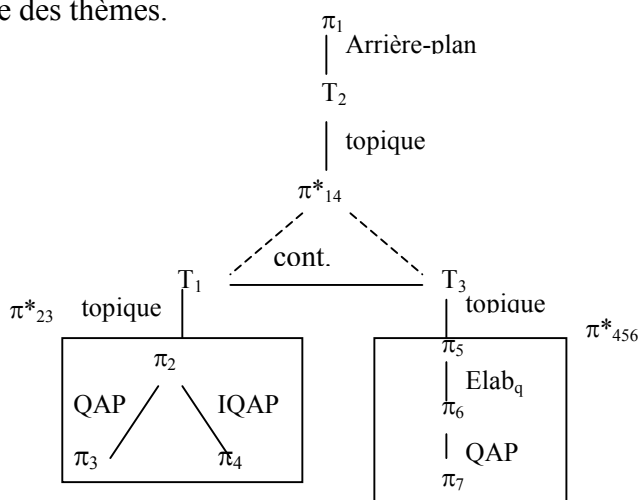 e des thèmes.
π₁
Arrière-plan
T₂
topique
π*₁₄
cont.
T₁ T₃
π*₂₃ topique topique π*₄₅₆
π₂ π₅
QAP IQAP Elab_q
π₆
π₃ π₄ QAP
π₇